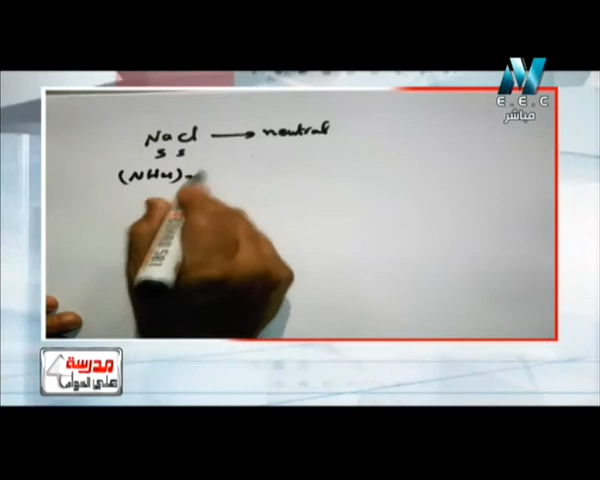 E.E.C
مباشر
NaCl → neutral
S S
(NH4)
مدرسة
على الهواء